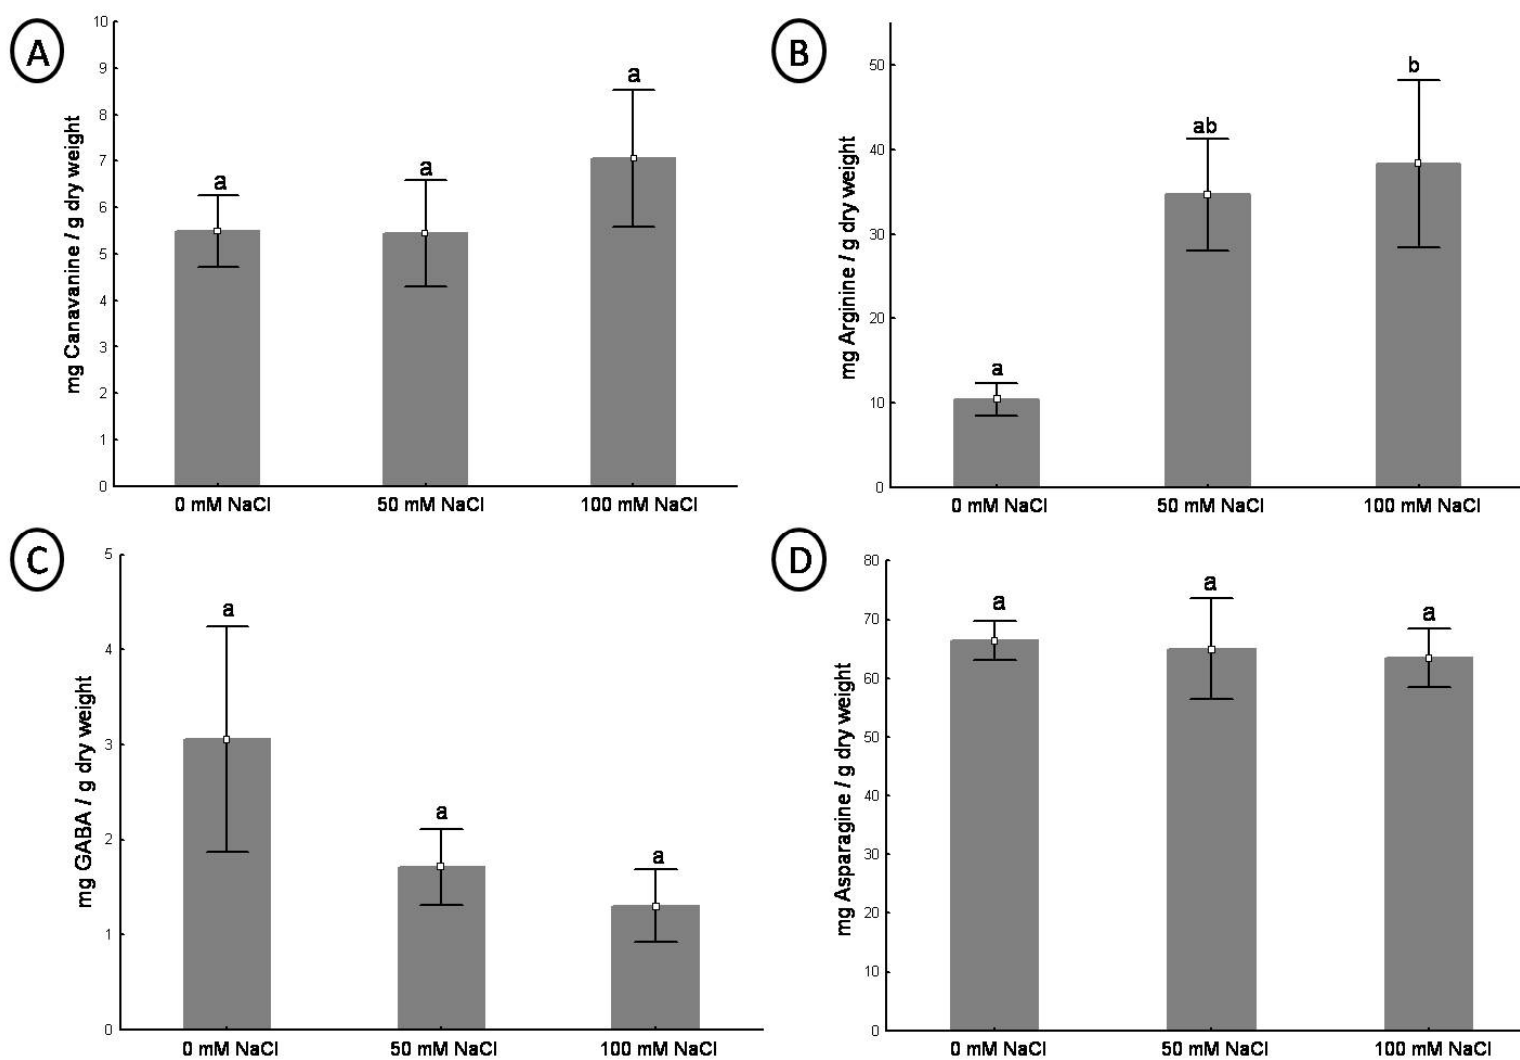 A
mg Canavanine / g dry weight
10
9
8
7
6
5
4
3
2
1
0
a
a
a
0 mM NaCl
50 mM NaCl
100 mM NaCl
B
mg Arginine / g dry weight
50
40
30
20
10
0
a
ab
b
0 mM NaCl
50 mM NaCl
100 mM NaCl
C
mg GABA / g dry weight
5
4
3
2
1
0
a
a
a
0 mM NaCl
50 mM NaCl
100 mM NaCl
D
mg Asparagine / g dry weight
80
70
60
50
40
30
20
10
0
a
a
a
0 mM NaCl
50 mM NaCl
100 mM NaCl